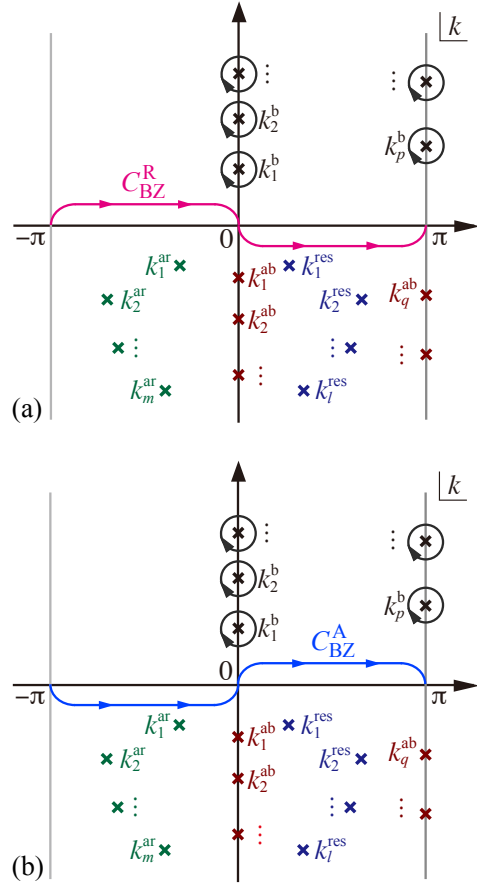 k
⋮ ⋮
k_2^b
k_p^b
k_1^b
C_BZ^R
−π 0 π
k_1^ar k_1^ab k_1^res
k_2^ar k_2^ab k_2^res k_q^ab
⋮ ⋮ ⋮
k_m^ar ⋮ k_l^res
(a)
k
⋮ ⋮
k_2^b
k_p^b
k_1^b
C_BZ^A
0
−π π
k_1^ar k_1^ab k_1^res
k_2^ar k_2^ab k_2^res k_q^ab
⋮ ⋮ ⋮
k_m^ar ⋮ k_l^res
(b)